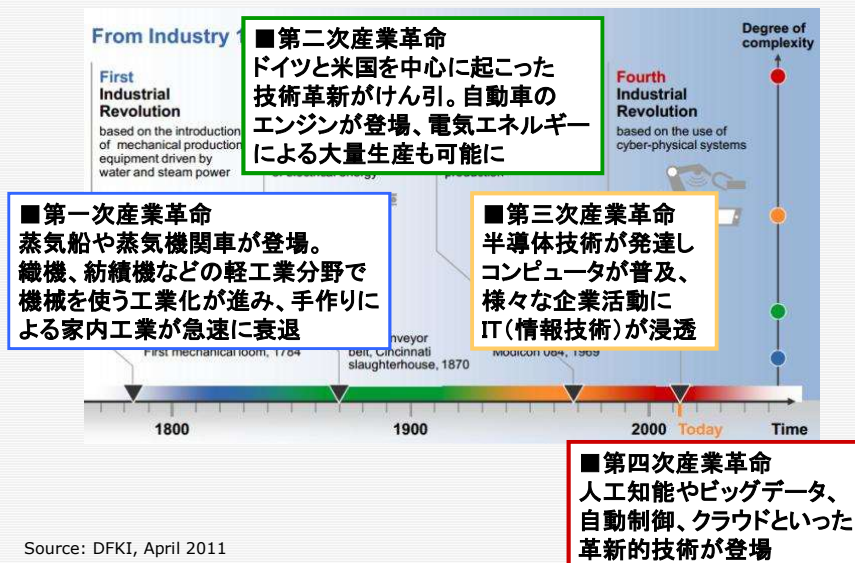 From Industry
■第二次産業革命
ドイツと米国を中心に起こった
技術革新がけん引。自動車の
エンジンが登場、電気エネルギー
による大量生産も可能に
Degree of
complexity
First
Industrial
Revolution
based on the introduction
of mechanical production
equipment driven by
water and steam power
of electrical energy
production
Fourth
Industrial
Revolution
based on the use of
cyber-physical systems
■第一次産業革命
蒸気船や蒸気機関車が登場。
織機、紡績機などの軽工業分野で
機械を使う工業化が進み、手作りに
よる家内工業が急速に衰退
■第三次産業革命
半導体技術が発達し
コンピュータが普及、
様々な企業活動に
IT(情報技術)が浸透
First mechanical loom, 1784
belt, Cincinnati
slaughterhouse, 1870
Modicon 084, 1969
1800
1900
2000
Today
Time
■第四次産業革命
人工知能やビッグデータ、
自動制御、クラウドといった
革新的技術が登場
Source: DFKI, April 2011